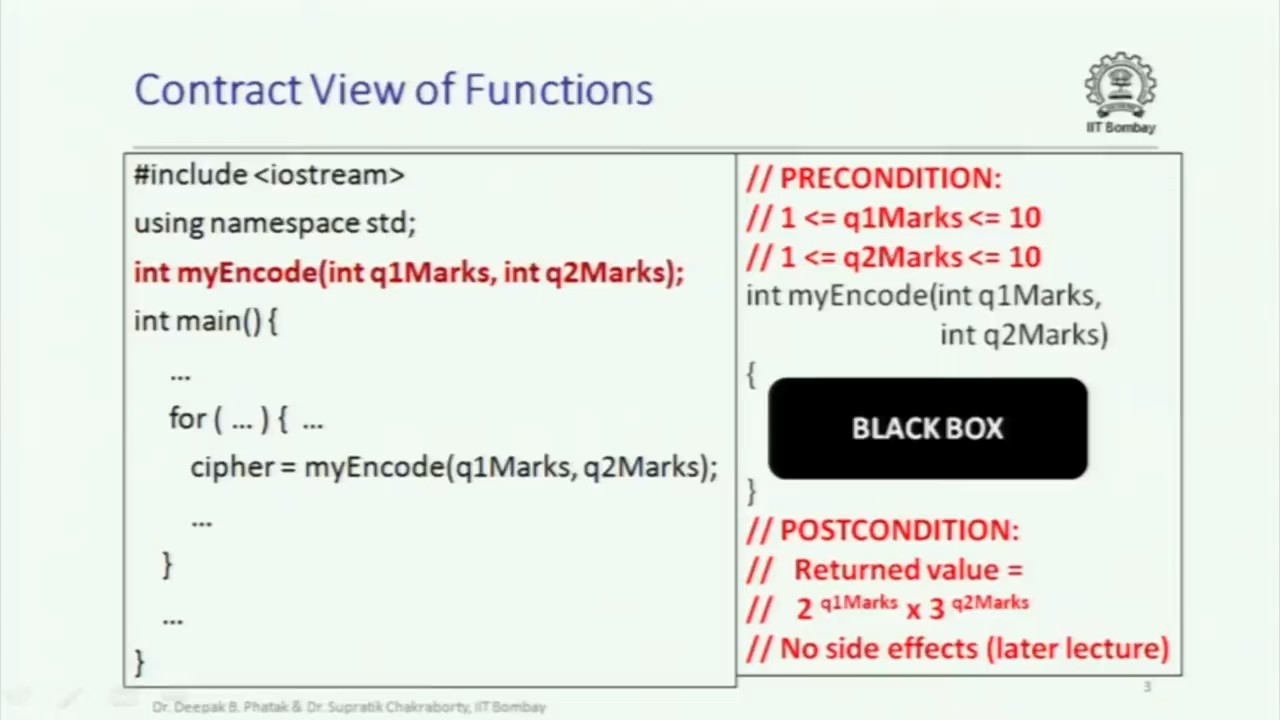 Contract View of Functions
IIT Bombay
#include <iostream>
using namespace std;
int myEncode(int q1Marks, int q2Marks);
int main() {
...
for ( ... ) { ...
cipher = myEncode(q1Marks, q2Marks);
...
}
...
}
// PRECONDITION:
// 1 <= q1Marks <= 10
// 1 <= q2Marks <= 10
int myEncode(int q1Marks,
int q2Marks)
{
BLACK BOX
}
// POSTCONDITION:
// Returned value =
// 2 q1Marks x 3 q2Marks
// No side effects (later lecture)
3
Dr. Deepak B. Phatak & Dr. Supratik Chakraborty, IIT Bombay